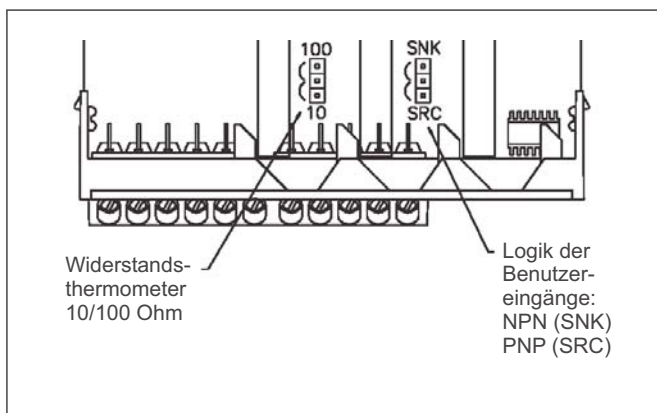 100
SNK
10
SRC
Widerstands-
thermometer
10/100 Ohm
Logik der
Benutzer-
eingänge:
NPN (SNK)
PNP (SRC)